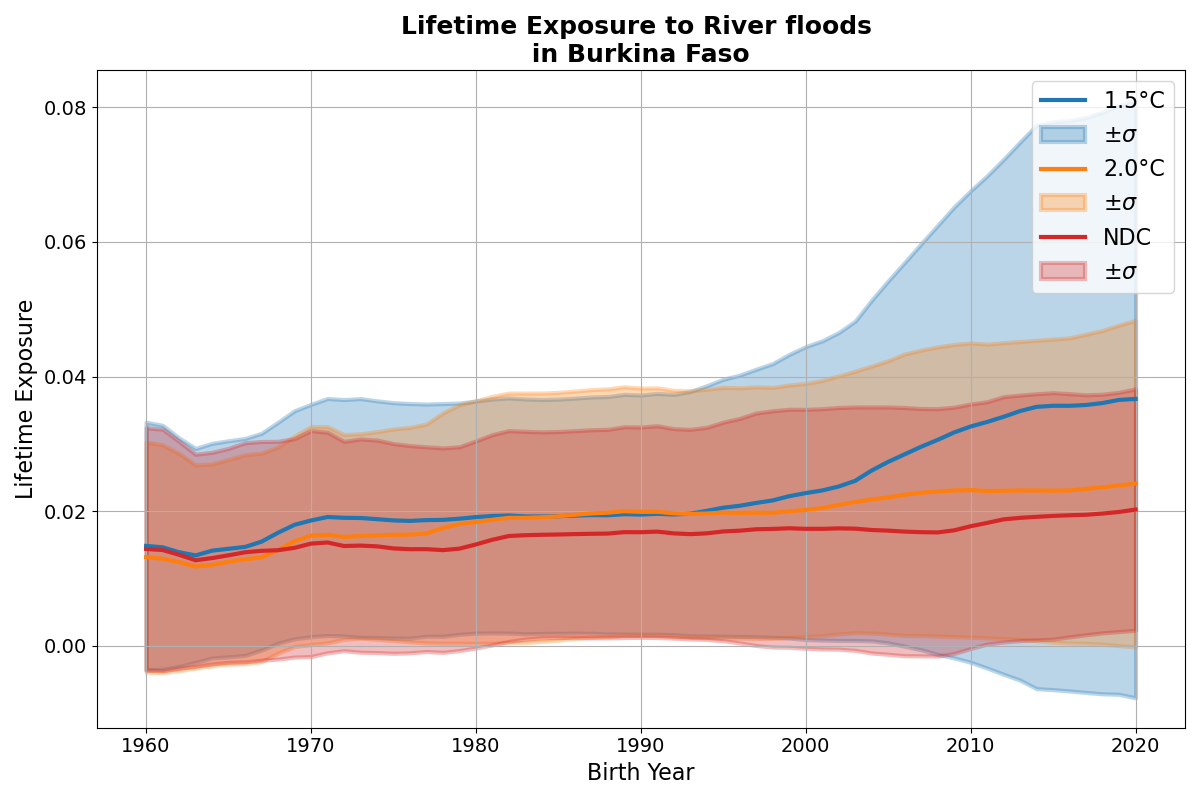 Lifetime Exposure to River floods
in Burkina Faso
Lifetime Exposure
0.08
0.06
0.04
0.02
0.00
1.5°C
±σ
2.0°C
±σ
NDC
±σ
1960 1970 1980 1990 2000 2010 2020
Birth Year